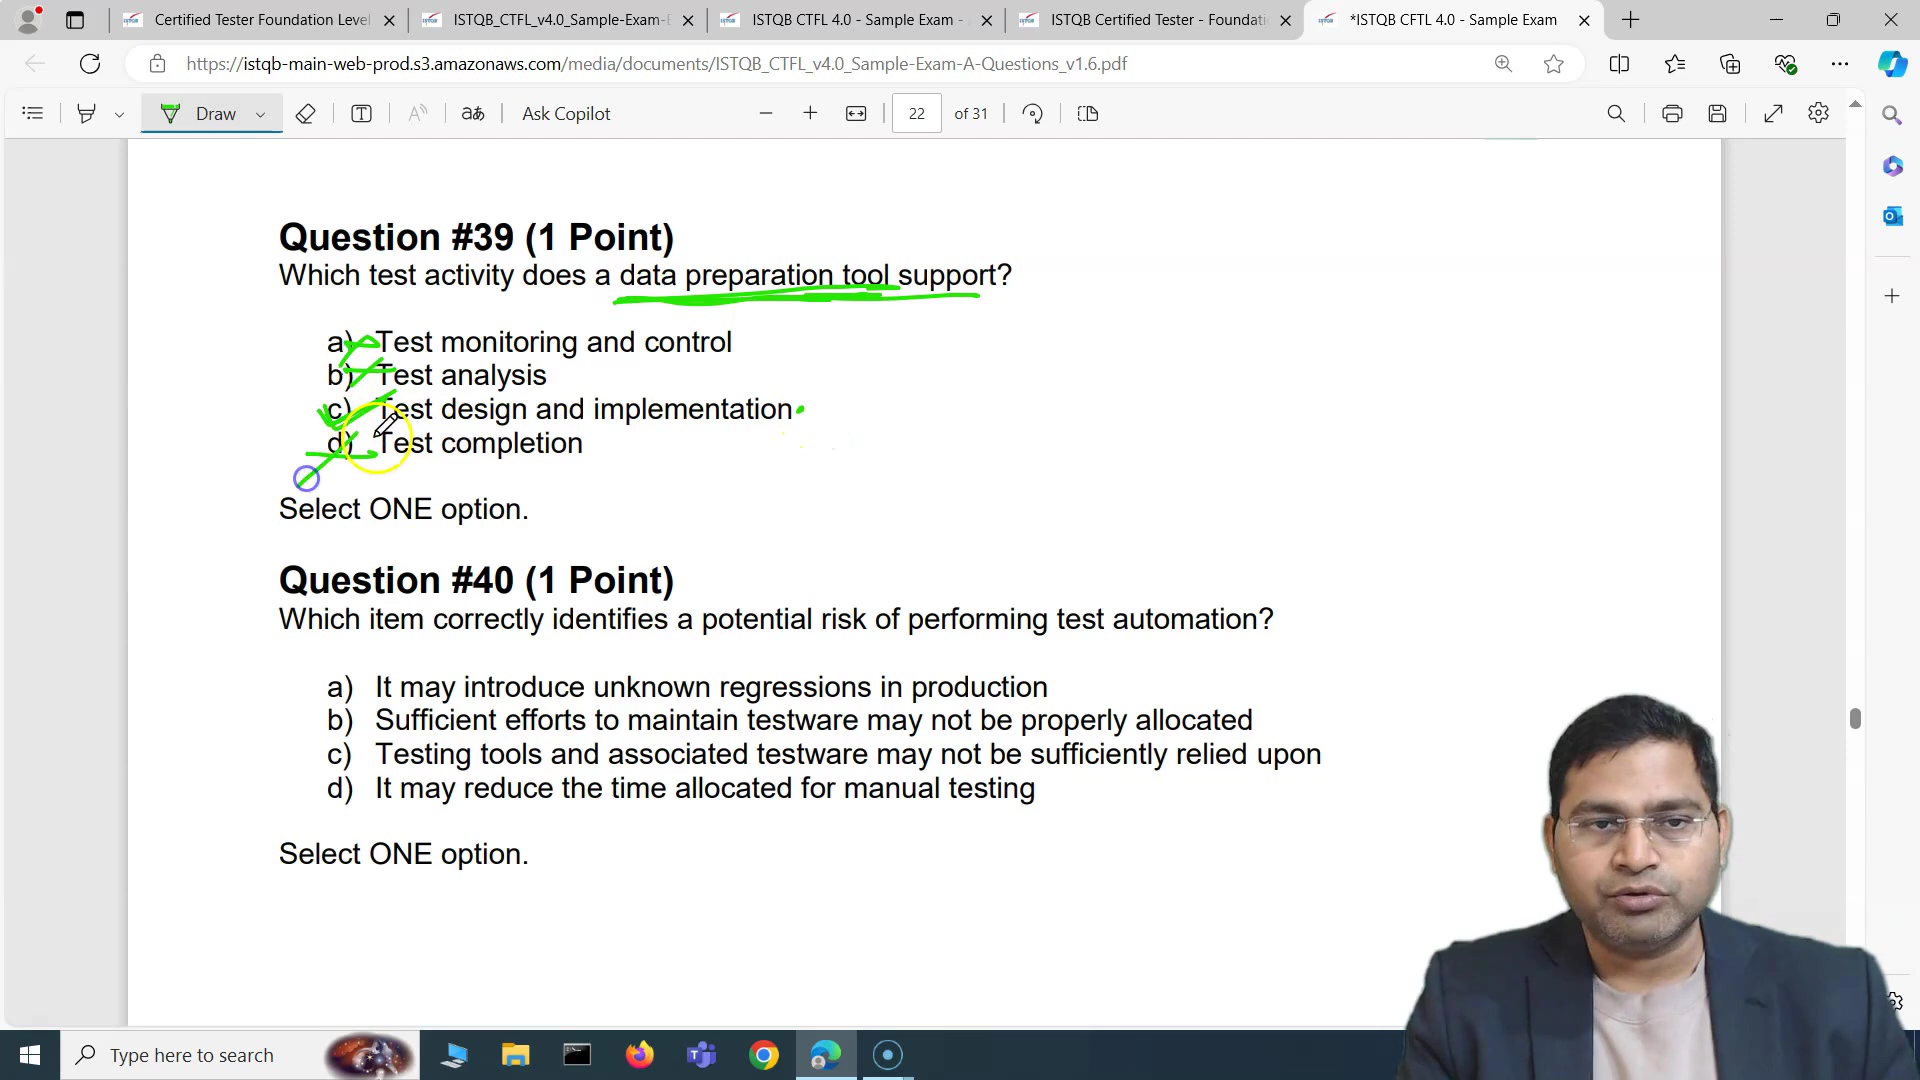 Certified Tester Foundation Level
ISTQB_CTFL_v4.0_Sample-Exam-E
ISTQB CTFL 4.0 - Sample Exam -
ISTQB Certified Tester - Foundati
*ISTQB CFTL 4.0 - Sample Exam
https://istqb-main-web-prod.s3.amazonaws.com/media/documents/ISTQB_CTFL_v4.0_Sample-Exam-A-Questions_v1.6.pdf
Draw
aあ
Ask Copilot
22 of 31
Question #39 (1 Point)
Which test activity does a data preparation tool support?
a) Test monitoring and control
b) Test analysis
c) Test design and implementation
d) Test completion
Select ONE option.
Question #40 (1 Point)
Which item correctly identifies a potential risk of performing test automation?
a) It may introduce unknown regressions in production
b) Sufficient efforts to maintain testware may not be properly allocated
c) Testing tools and associated testware may not be sufficiently relied upon
d) It may reduce the time allocated for manual testing
Select ONE option.
Type here to search